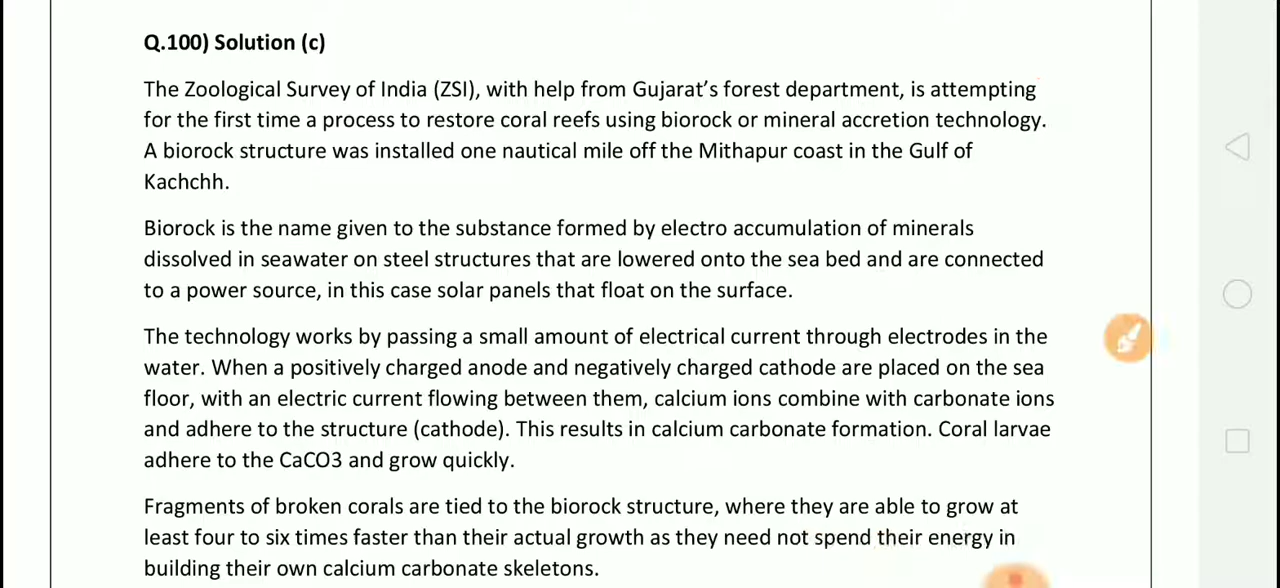 Q.100) Solution (c)
The Zoological Survey of India (ZSI), with help from Gujarat's forest department, is attempting
for the first time a process to restore coral reefs using biorock or mineral accretion technology.
A biorock structure was installed one nautical mile off the Mithapur coast in the Gulf of
Kachchh.
Biorock is the name given to the substance formed by electro accumulation of minerals
dissolved in seawater on steel structures that are lowered onto the sea bed and are connected
to a power source, in this case solar panels that float on the surface.
The technology works by passing a small amount of electrical current through electrodes in the
water. When a positively charged anode and negatively charged cathode are placed on the sea
floor, with an electric current flowing between them, calcium ions combine with carbonate ions
and adhere to the structure (cathode). This results in calcium carbonate formation. Coral larvae
adhere to the CaCO3 and grow quickly.
Fragments of broken corals are tied to the biorock structure, where they are able to grow at
least four to six times faster than their actual growth as they need not spend their energy in
building their own calcium carbonate skeletons.